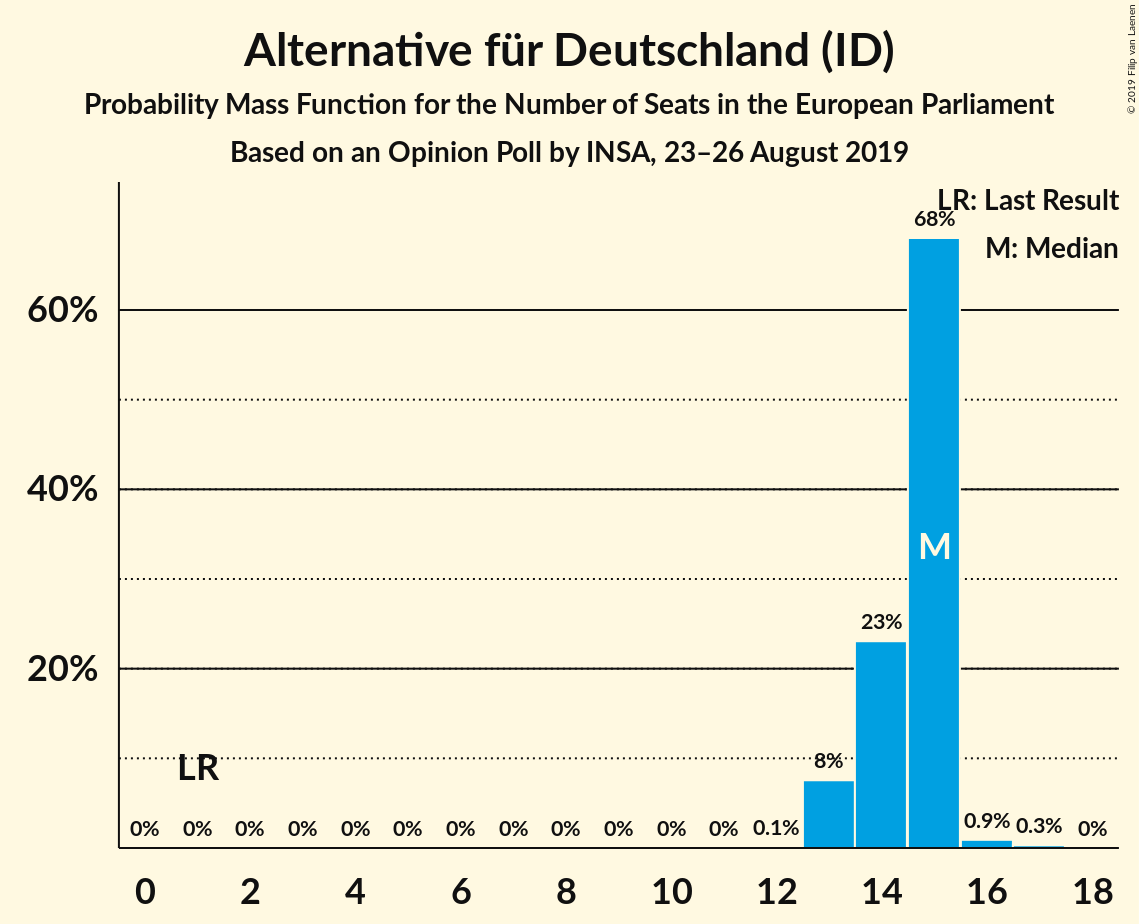 Alternative für Deutschland (ID)
Probability Mass Function for the Number of Seats in the European Parliament
Based on an Opinion Poll by INSA, 23–26 August 2019
© 2019 Filip van Laenen
LR: Last Result
M: Median
68%
60%
40%
M
23%
20%
8%
LR
0% 0% 0% 0% 0% 0% 0% 0% 0% 0% 0% 0% 0.1% 0.9% 0.3% 0%
0 2 4 6 8 10 12 14 16 18